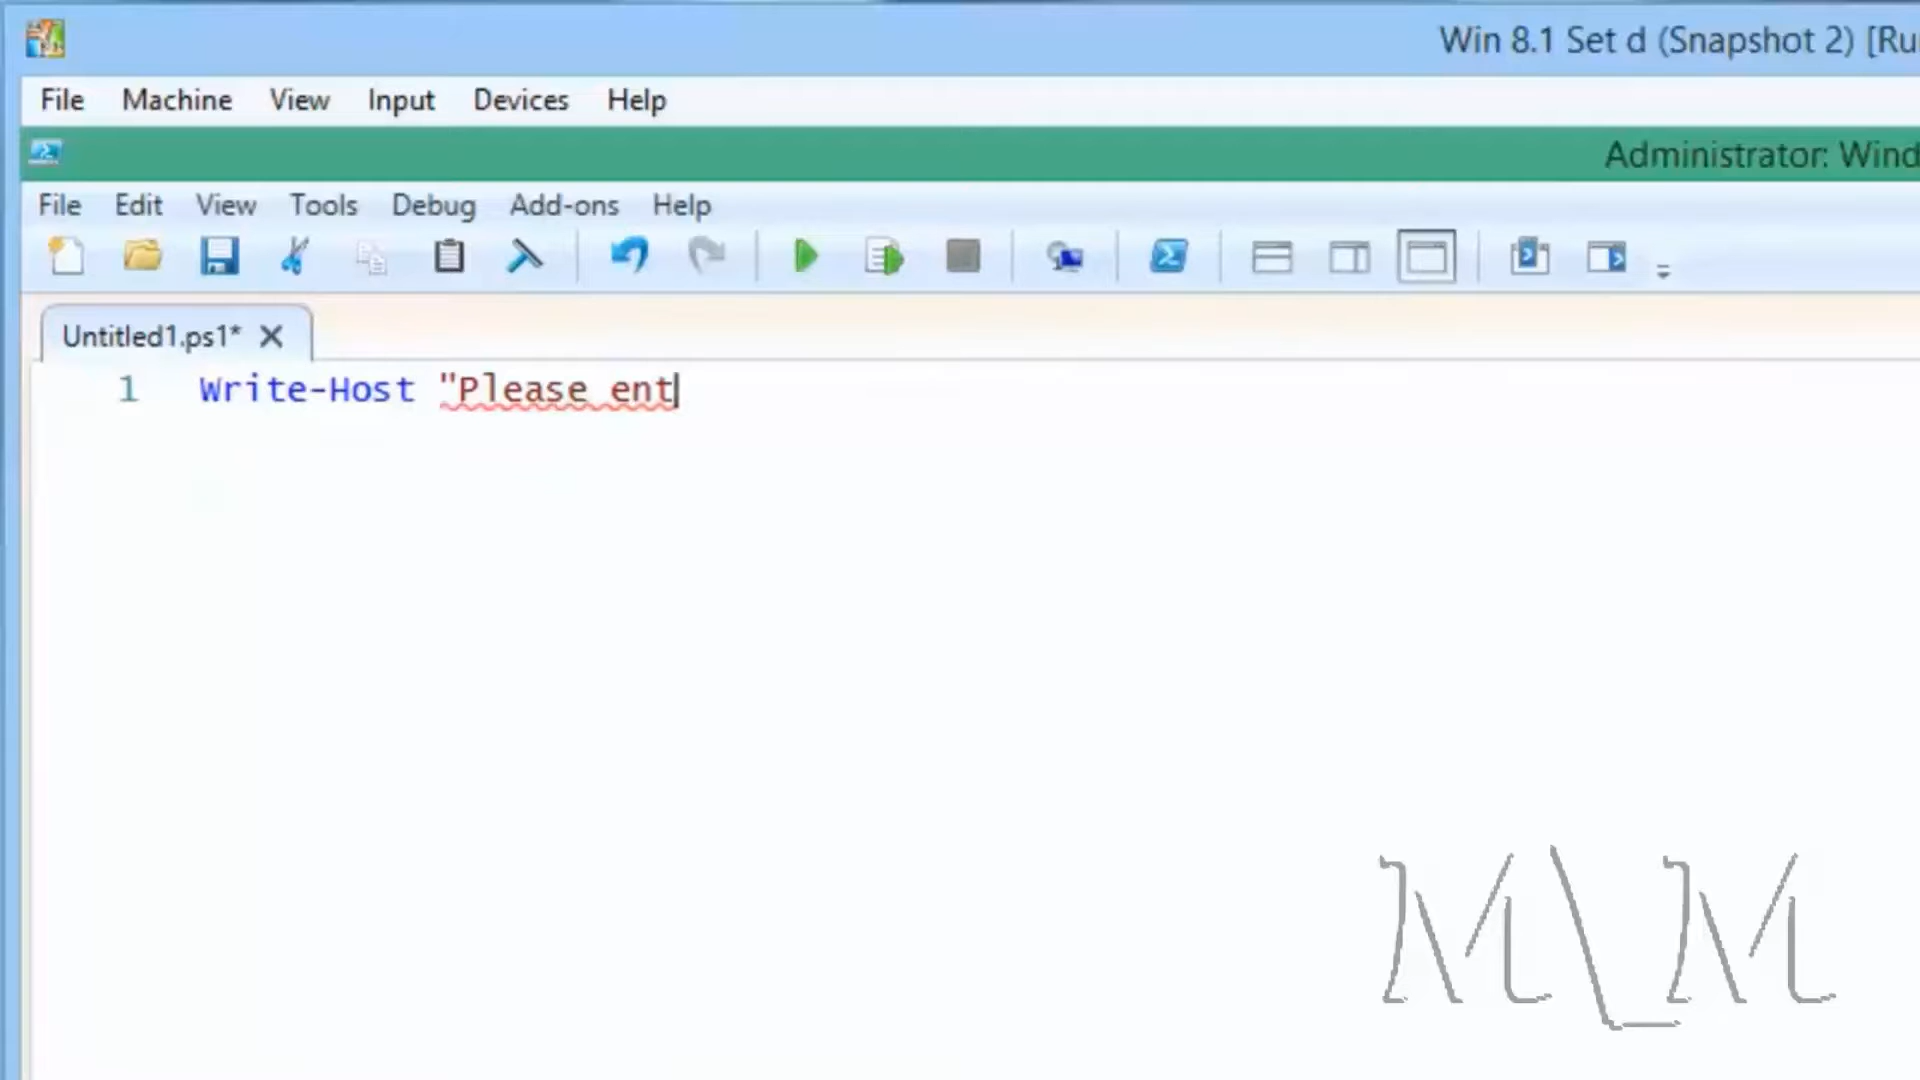 Win 8.1 Set d (Snapshot 2) [Ru
File Machine View Input Devices Help
Administrator: Wind
File Edit View Tools Debug Add-ons Help
Untitled1.ps1*
1 Write-Host "Please ent
M\_M